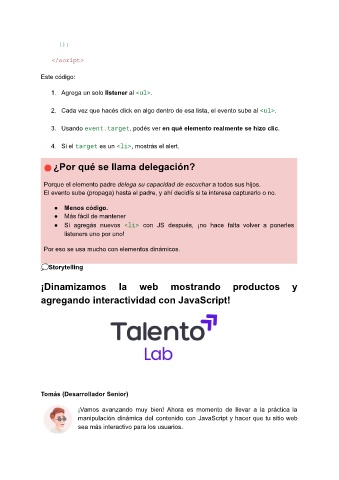 });
</script>
Este código:
1. Agrega un solo listener al <ul>.
2. Cada vez que hacés click en algo dentro de esa lista, el evento sube al <ul>.
3. Usando event.target, podés ver en qué elemento realmente se hizo clic.
4. Si el target es un <li>, mostrás el alert.
¿Por qué se llama delegación?
Porque el elemento padre delega su capacidad de escuchar a todos sus hijos.
El evento sube (propaga) hasta el padre, y ahí decidís si te interesa capturarlo o no.
● Menos código.
● Más fácil de mantener
● Si agregás nuevos <li> con JS después, ¡no hace falta volver a ponerles
listeners uno por uno!
Por eso se usa mucho con elementos dinámicos.
Storytelling
¡Dinamizamos la web mostrando productos y
agregando interactividad con JavaScript!
Talento
Lab
Tomás (Desarrollador Senior)
¡Vamos avanzando muy bien! Ahora es momento de llevar a la práctica la
manipulación dinámica del contenido con JavaScript y hacer que tu sitio web
sea más interactivo para los usuarios.